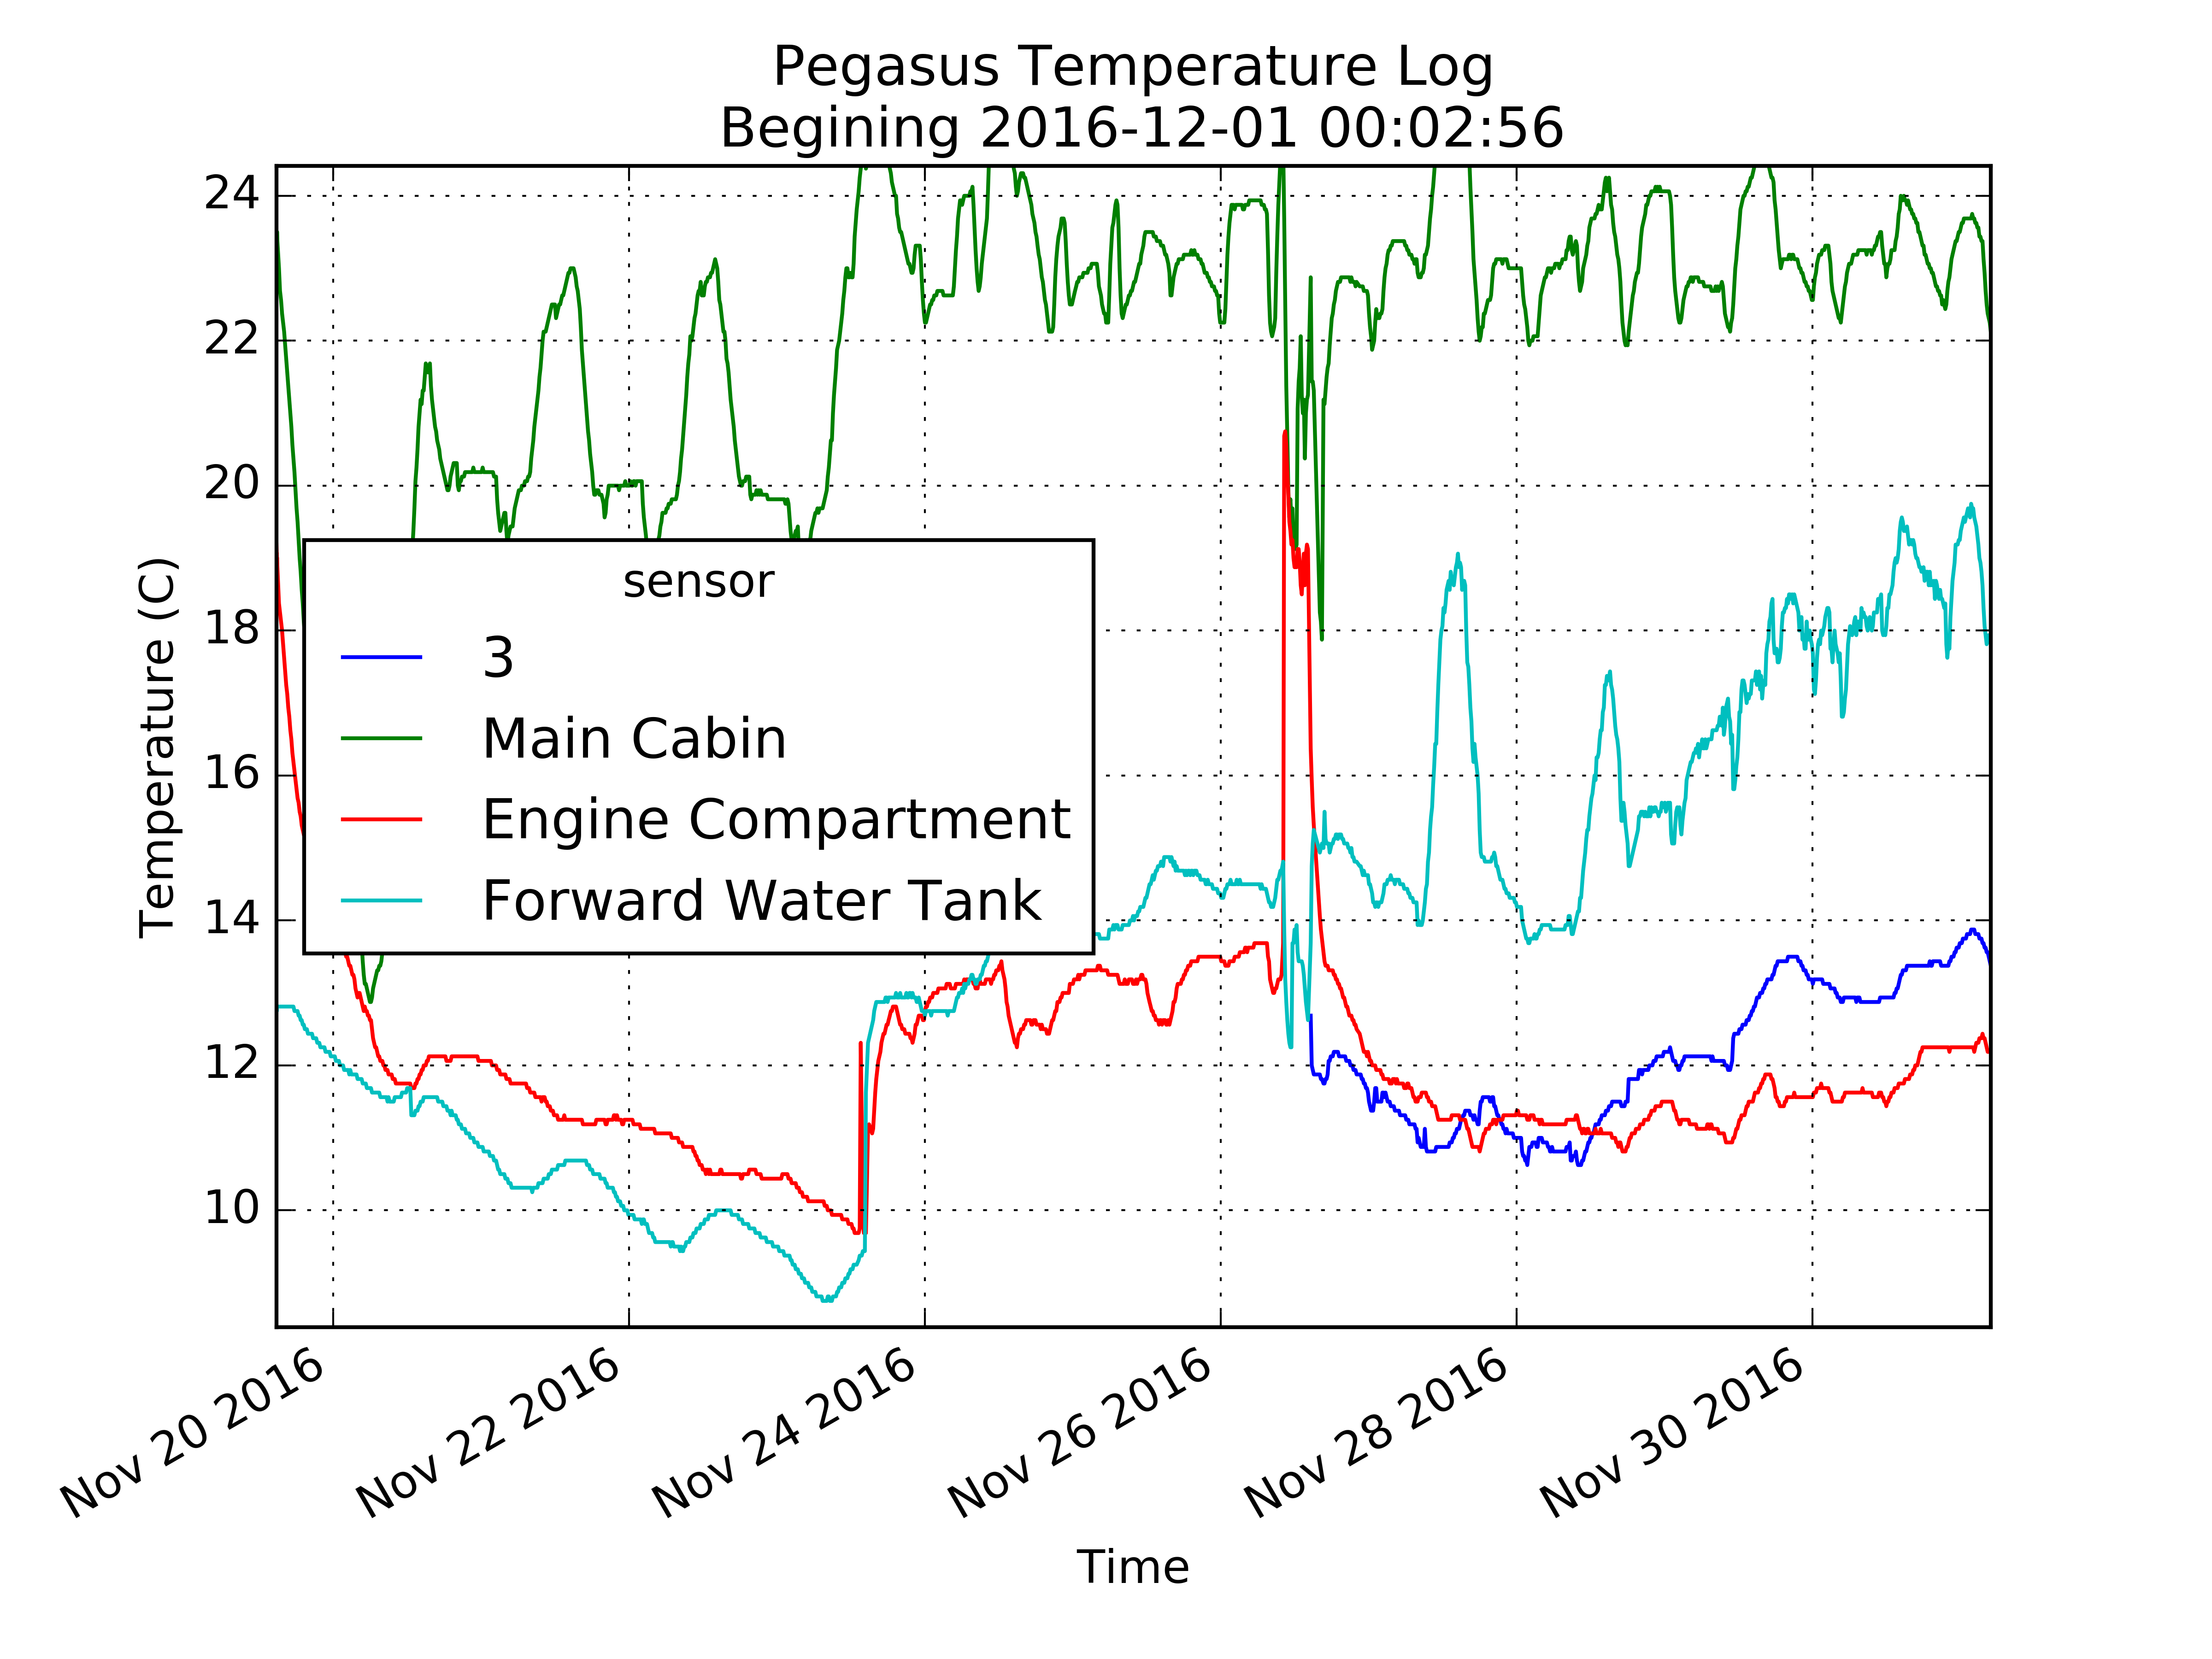 Pegasus Temperature Log
Begining 2016-12-01 00:02:56
24
22
20
18
16
14
12
10
Temperature (C)
sensor
3
Main Cabin
Engine Compartment
Forward Water Tank
Nov 20 2016
Nov 22 2016
Nov 24 2016
Nov 26 2016
Nov 28 2016
Nov 30 2016
Time